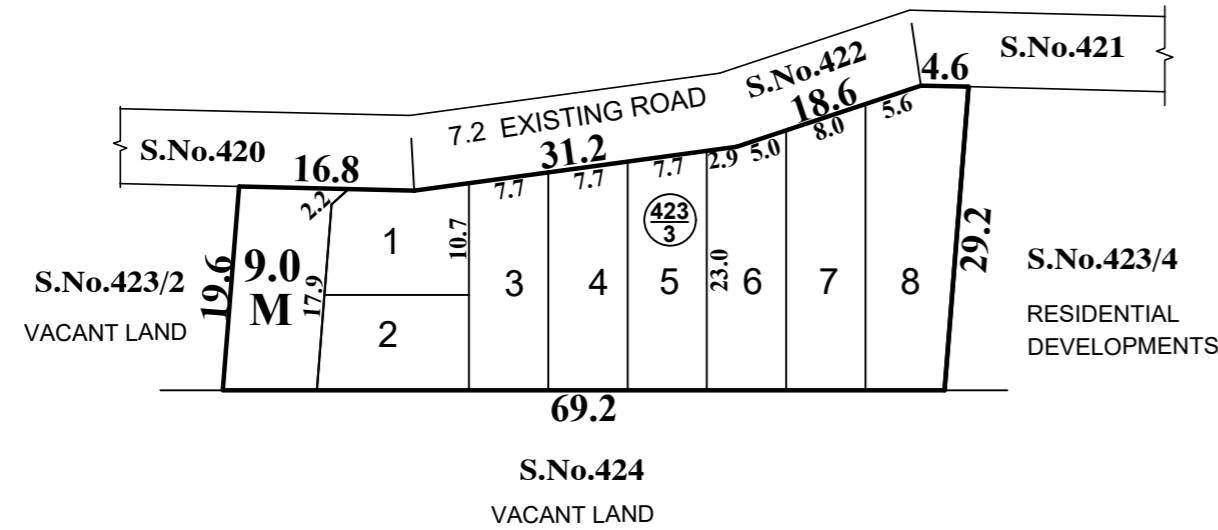 S.No.421
S.No.422
4.6
18.6
7.2 EXISTING ROAD
31.2
S.No.420
16.8
5.6
8.0
5.0
2.9
7.7
7.7
7.7
2.2
423
3
1
10.7
3
4
5
23.0
6
7
8
29.2
S.No.423/4
RESIDENTIAL
DEVELOPMENTS
S.No.423/2
VACANT LAND
19.6
9.0
M
17.9
2
69.2
S.No.424
VACANT LAND